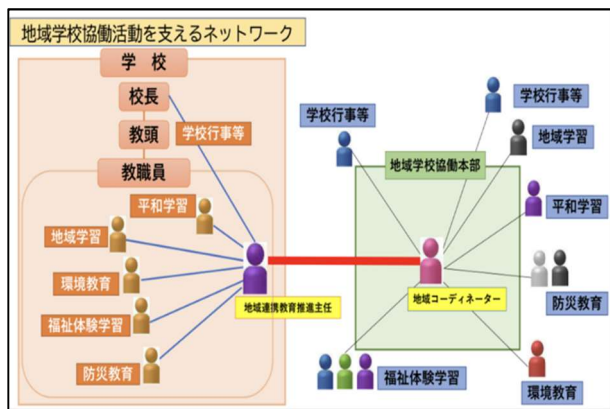 地域学校協働活動を支えるネットワーク
学 校
校長
教頭
学校行事等
教職員
平和学習
地域学習
環境教育
福祉体験学習
防災教育
地域連携教育推進主任
学校行事等
学校行事等
地域学習
地域学校協働本部
平和学習
地域コーディネーター
防災教育
福祉体験学習
環境教育